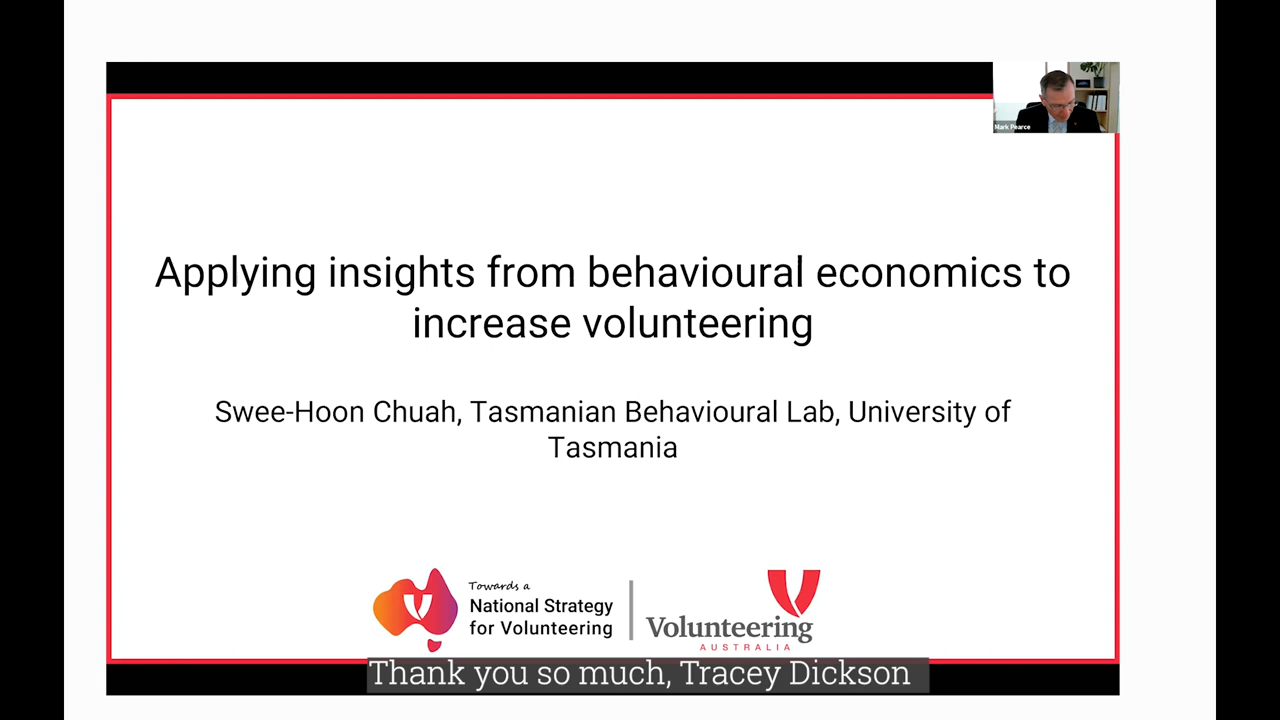 Mark Pearce
Applying insights from behavioural economics to
increase volunteering
Swee-Hoon Chuah, Tasmanian Behavioural Lab, University of
Tasmania
Towards a
National Strategy
for Volunteering
Volunteering
AUSTRALIA
Thank you so much, Tracey Dickson